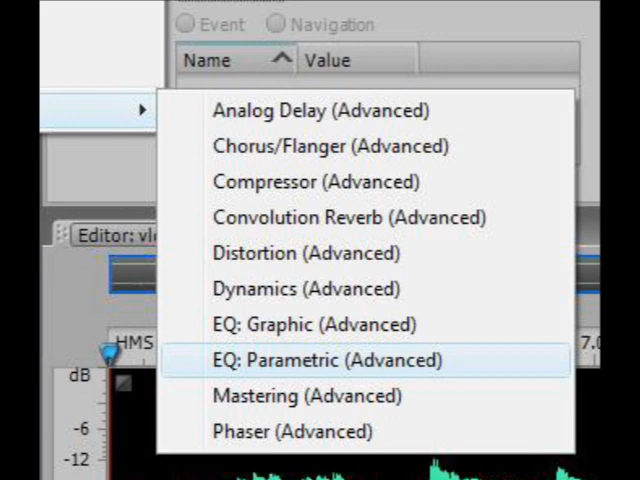 Event Navigation
Name Value
Analog Delay (Advanced)
Chorus/Flanger (Advanced)
Compressor (Advanced)
Convolution Reverb (Advanced)
Editor:
Distortion (Advanced)
Dynamics (Advanced)
EQ: Graphic (Advanced)
HMS
EQ: Parametric (Advanced)
dB
Mastering (Advanced)
-6
Phaser (Advanced)
-12